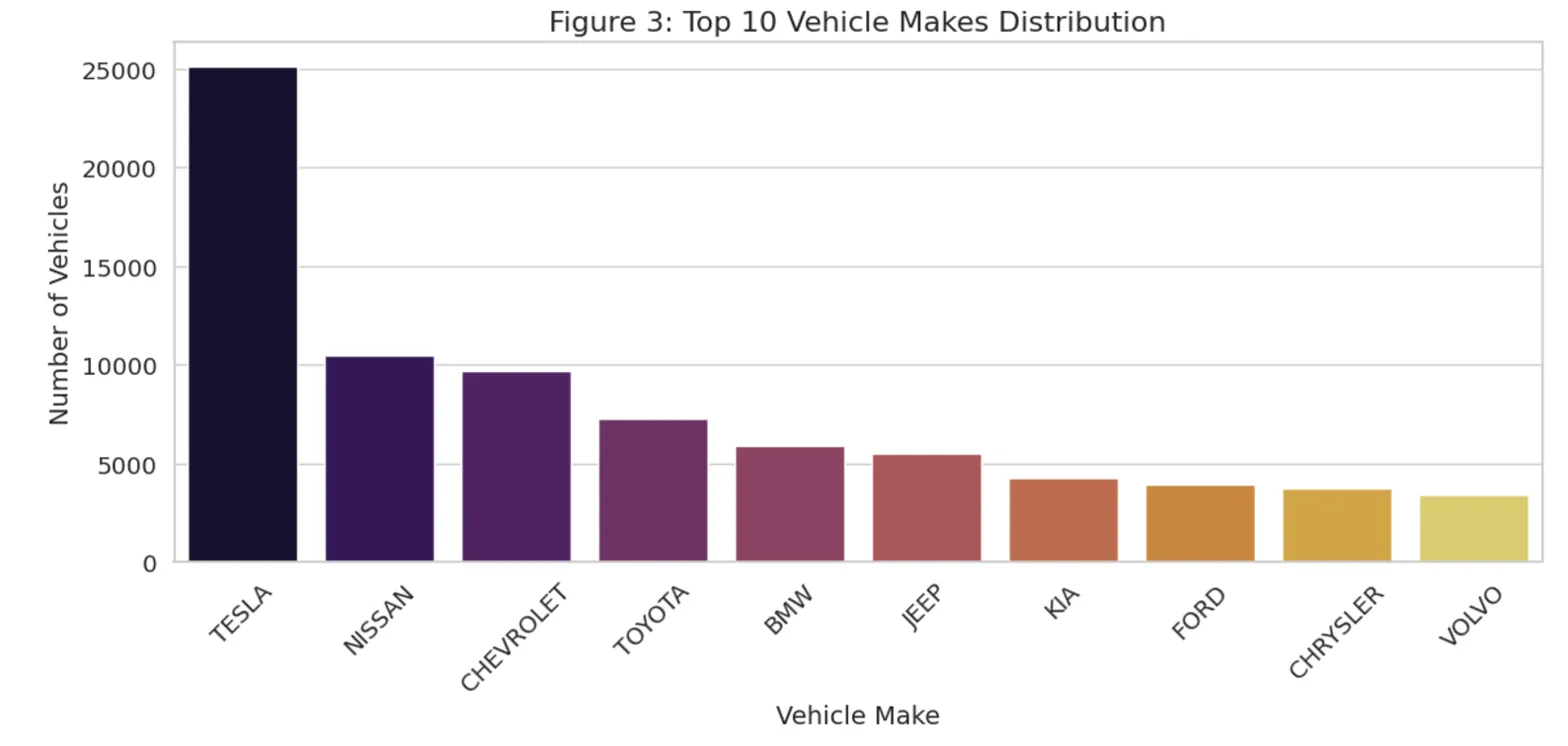 Figure 3: Top 10 Vehicle Makes Distribution
Number of Vehicles
25000
20000
15000
10000
5000
0
TESLA
NISSAN
CHEVROLET
TOYOTA
BMW
JEEP
KIA
FORD
CHRYSLER
VOLVO
Vehicle Make